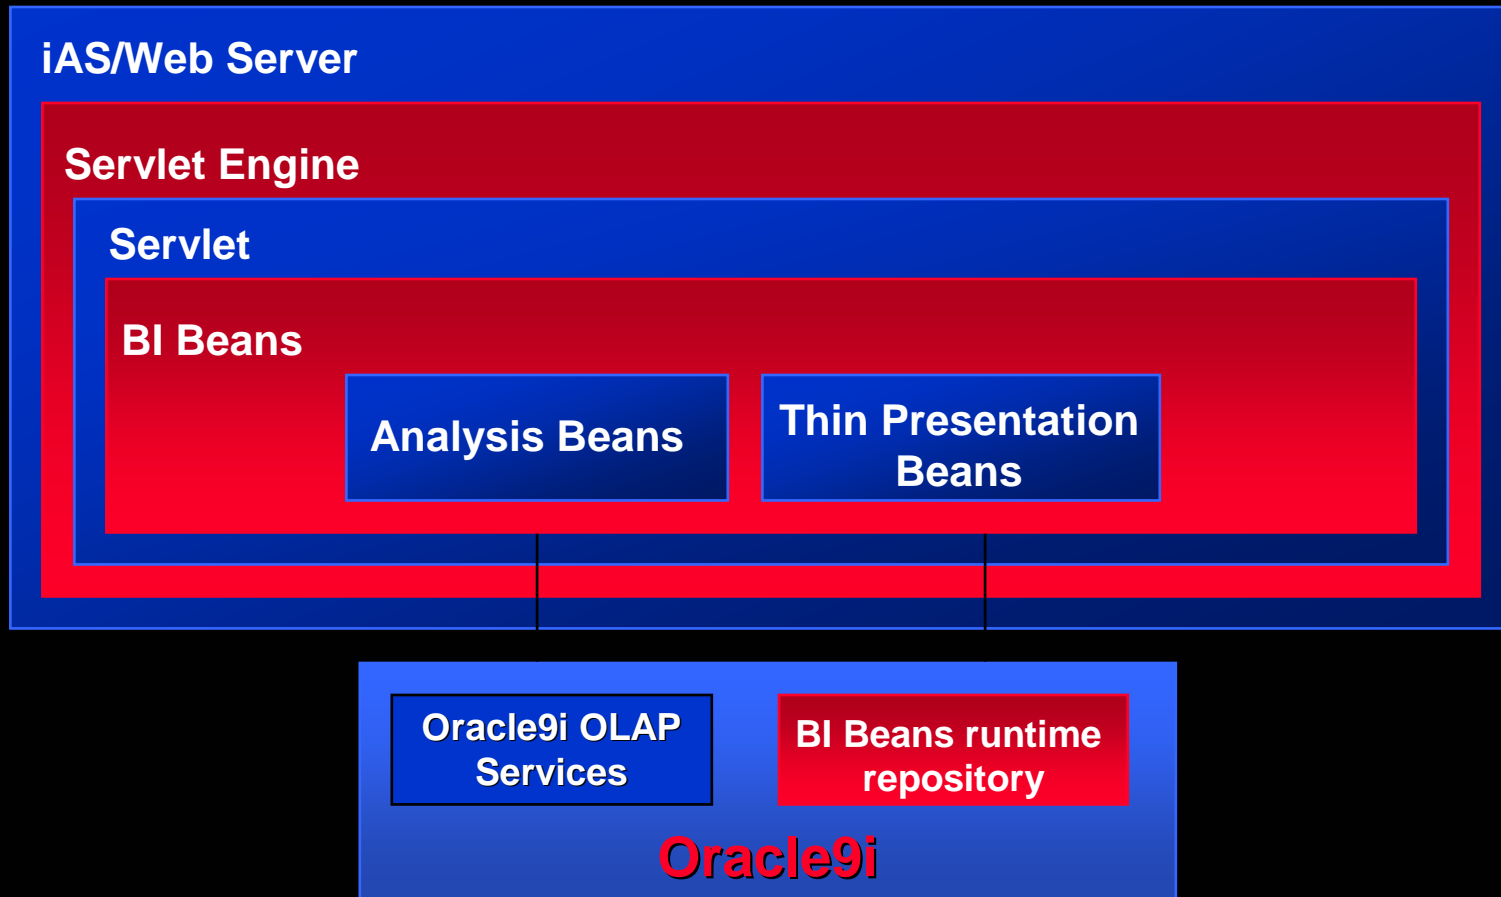 iAS/Web Server
Servlet Engine
Servlet
BI Beans
Analysis Beans
Thin Presentation
Beans
Oracle9i OLAP
Services
BI Beans runtime
repository
Oracle9i